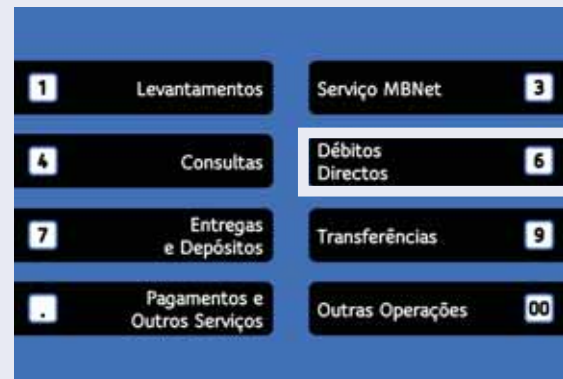 1 Levantamentos
Serviço MBNet 3
4 Consultas
Débitos
Directos 6
7 Entregas
e Depósitos
Transferências 9
. Pagamentos e
Outros Serviços
Outras Operações 00